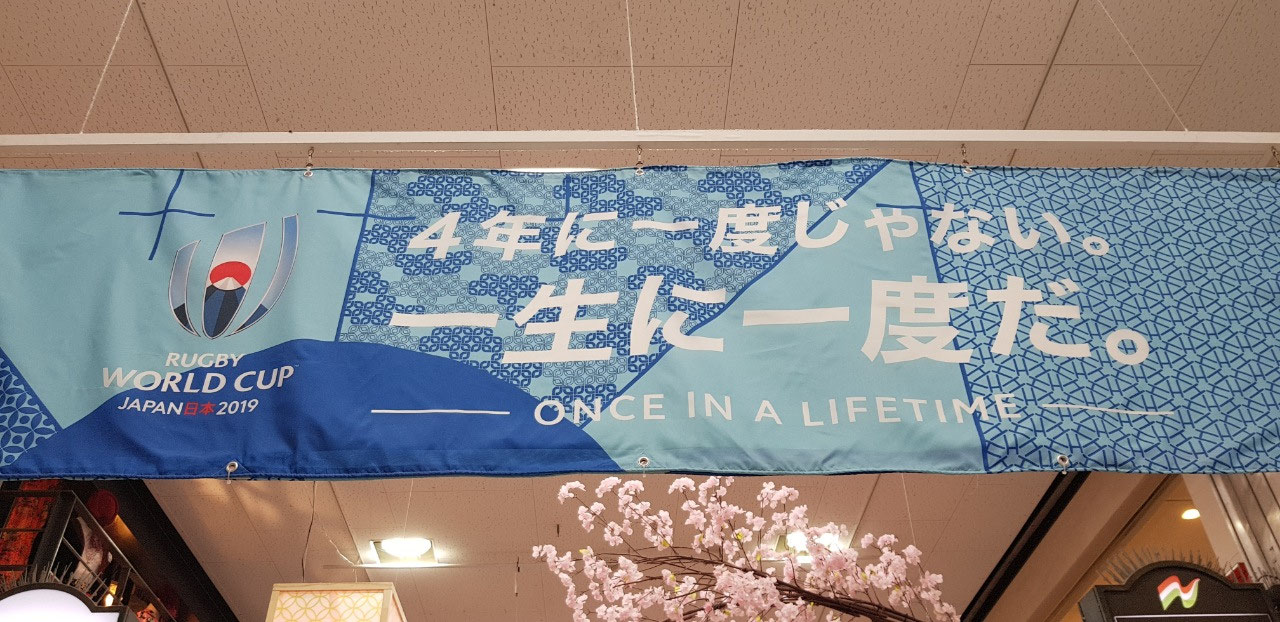 4年に一度じゃない。
一生に一度だ。
ONCE IN A LIFETIME
RUGBY
WORLD CUP™
JAPAN日本2019